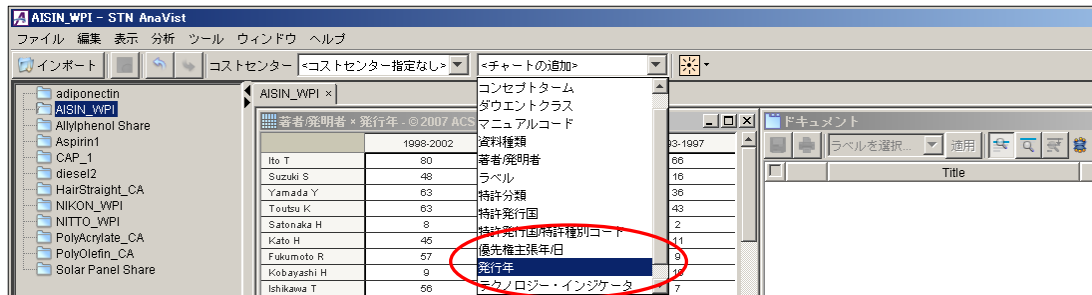 AISIN_WPI - STN AnaVist
ファイル 編集 表示 分析 ツール ウィンドウ ヘルプ
インポート コストセンター <コストセンター指定なし> <チャートの追加>
adiponectin
AISIN_WPI
Allylphenol Share
Aspirin1
CAP_1
diesel2
HairStraight_CA
NIKON_WPI
NITTO_WPI
PolyAcrylate_CA
PolyOlefin_CA
Solar Panel Share
AISIN_WPI ×
著者/発明者 × 発行年 - © 2007 ACS
1998-2002 93-1997
Ito T 80 66
Suzuki S 48 16
Yamada Y 63 36
Toutsu K 63 43
Satonaka H 8 2
Kato H 45 11
Fukumoto R 57 9
Kobayashi H 9
Ishikawa T 56 7
コンセプトターム
ダウエントクラス
マニュアルコード
資料種類
著者/発明者
ラベル
特許分類
特許発行国
特許発行国/特許種別コード
優先権主張年/日
発行年
テクノロジー・インジケータ
ドキュメント
ラベルを選択... 適用
Title